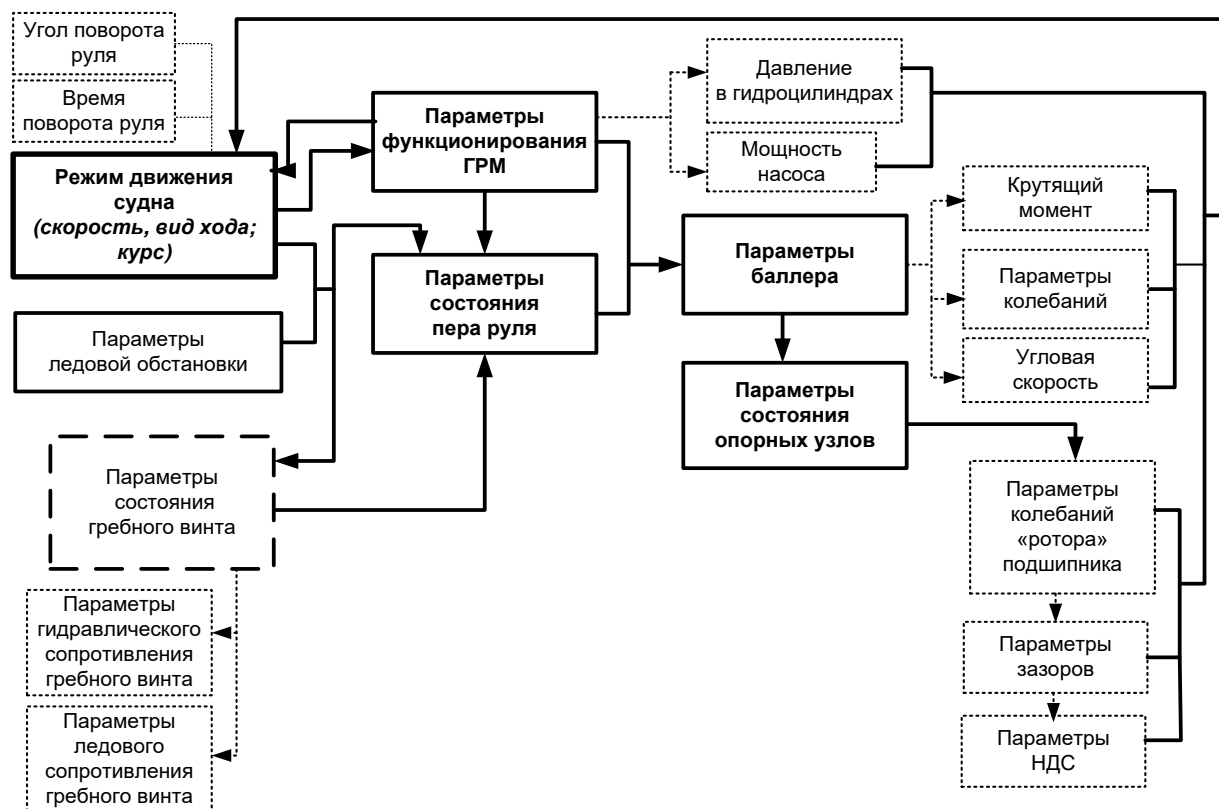 Угол поворота
руля
Время
поворота руля
Режим движения
судна
(скорость, вид хода;
курс)
Параметры
ледовой обстановки
Параметры
состояния
гребного винта
Параметры
гидравлического
сопротивления
гребного винта
Параметры
ледового
сопротивления
гребного винта
Параметры
функционирования
ГРМ
Параметры
состояния
пера руля
Давление
в гидроцилиндрах
Мощность
насоса
Параметры
баллера
Параметры
состояния
опорных узлов
Крутящий
момент
Параметры
колебаний
Угловая
скорость
Параметры
колебаний
«ротора»
подшипника
Параметры
зазоров
Параметры
НДС